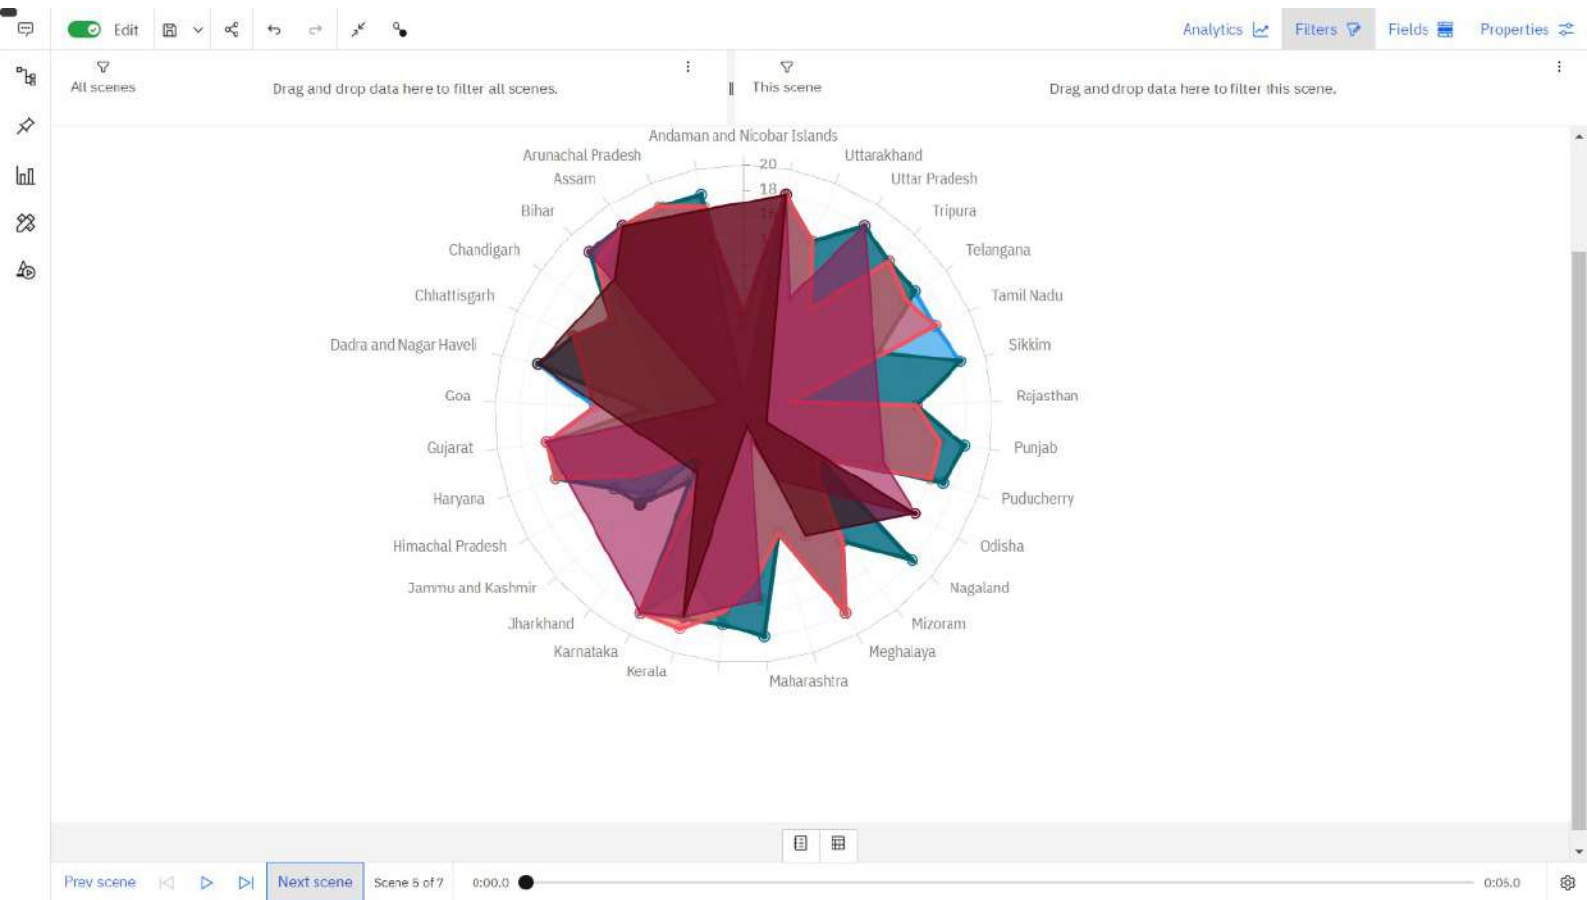 Edit
Analytics
Filters
Fields
Properties
All scenes
Drag and drop data here to filter all scenes.
This scene
Drag and drop data here to filter this scene.
Andaman and Nicobar Islands
Arunachal Pradesh
Uttarakhand
20
Assam
Uttar Pradesh
18
Bihar
Tripura
Chandigarh
Telangana
Chhattisgarh
Tamil Nadu
Dadra and Nagar Haveli
Sikkim
Goa
Rajasthan
Gujarat
Punjab
Haryana
Puducherry
Himachal Pradesh
Odisha
Jammu and Kashmir
Nagaland
Jharkhand
Mizoram
Karnataka
Meghalaya
Kerala
Maharashtra
Prev scene
Next scene
Scene 5 of 7
0:00.0
0:05.0